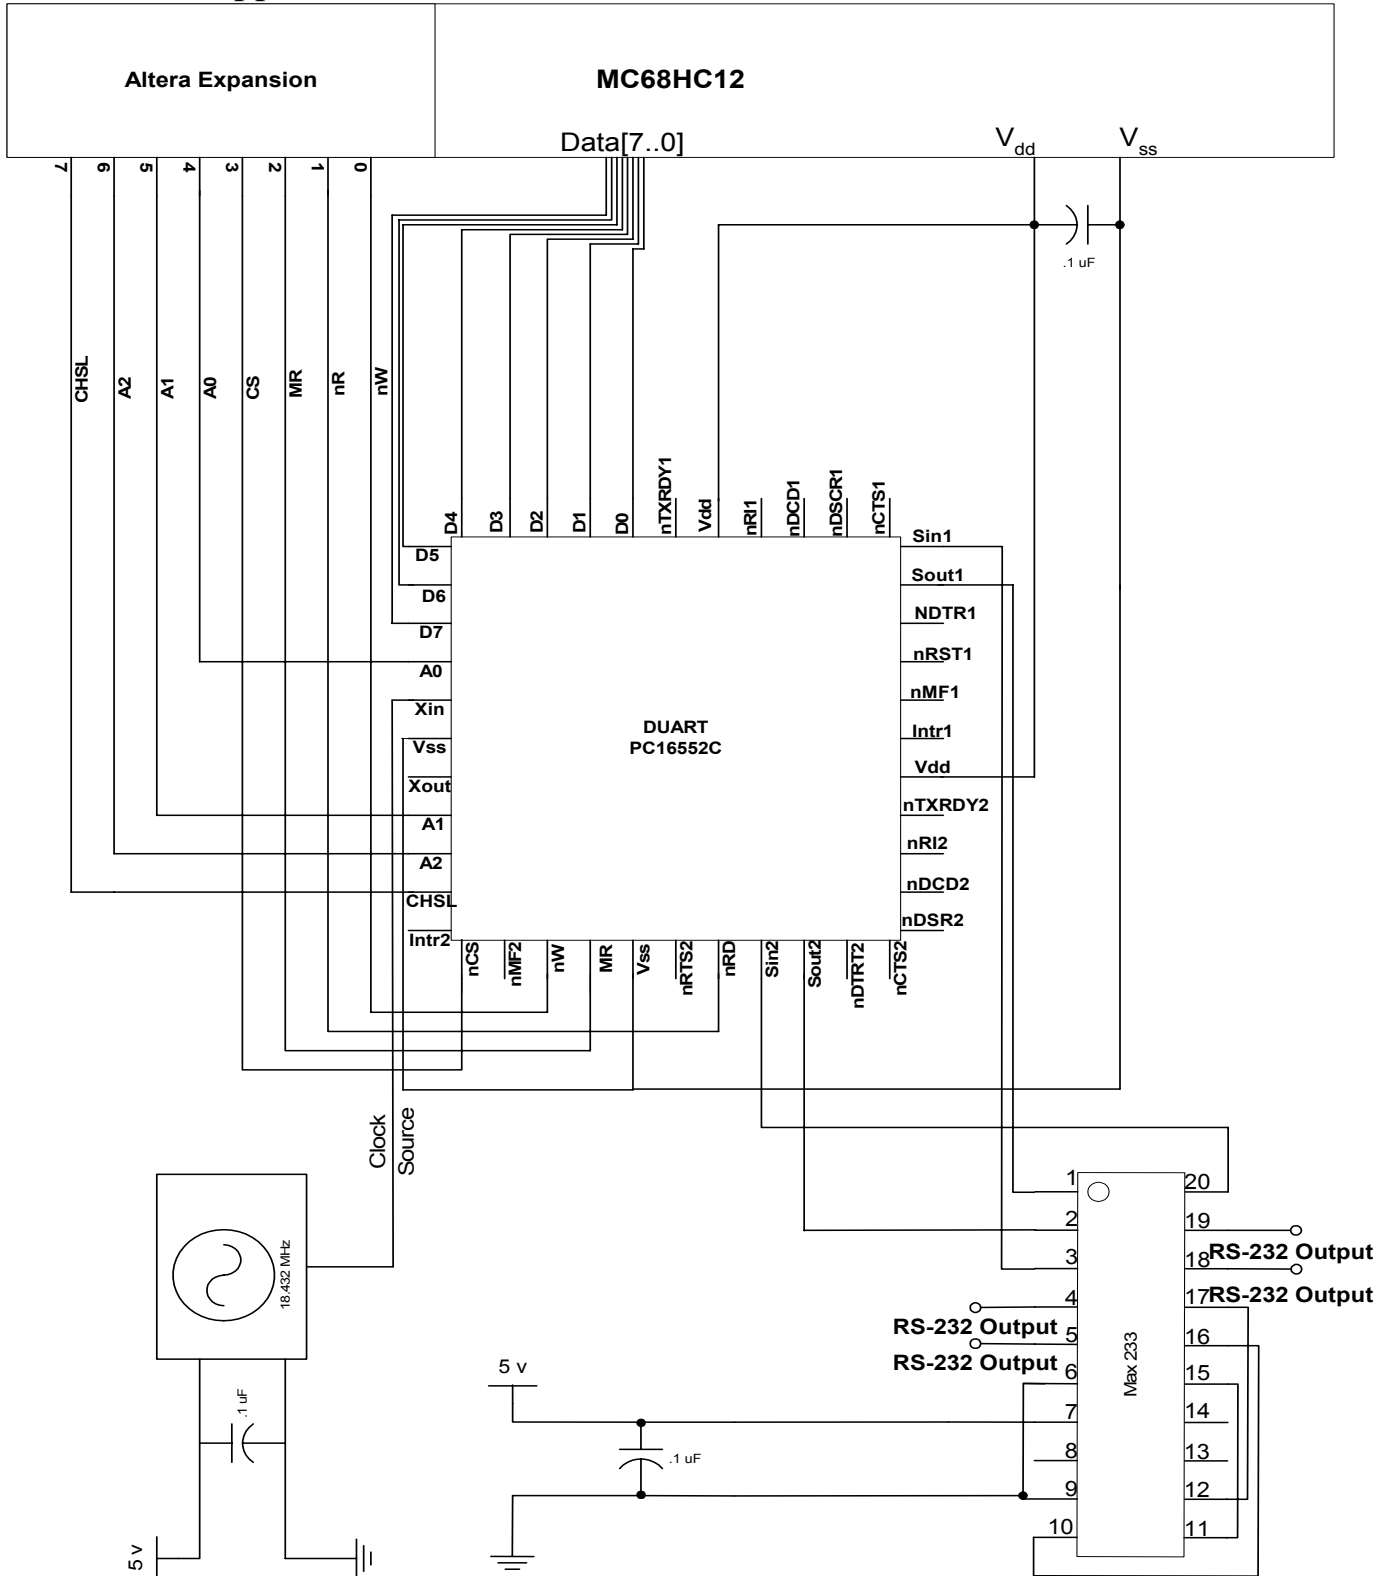 Altera Expansion
MC68HC12
Data[7..0]
Vdd
Vss
7
6
5
4
3
2
1
0
.1 uF
CHSL
A2
A1
A0
CS
MR
nR
nW
D4
D3
D2
D1
D0
nTXRDY1
Vdd
nRI1
nDCD1
nDSCR1
nCTS1
D5
D6
D7
A0
Xin
Vss
Xout
A1
A2
CHSL
Intr2
DUART
PC16552C
Sin1
Sout1
NDTR1
nRST1
nMF1
Intr1
Vdd
nTXRDY2
nRI2
nDCD2
nDSR2
nCS
nMF2
nW
MR
Vss
nRTS2
nRD
Sin2
Sout2
nDTRT2
nCTS2
Clock
Source
18.432 MHz
.1 uF
5 v
5 v
.1 uF
1
2
3
4
5
6
7
8
9
10
Max 233
20
19
18
17
16
15
14
13
12
11
RS-232 Output
RS-232 Output
RS-232 Output
RS-232 Output